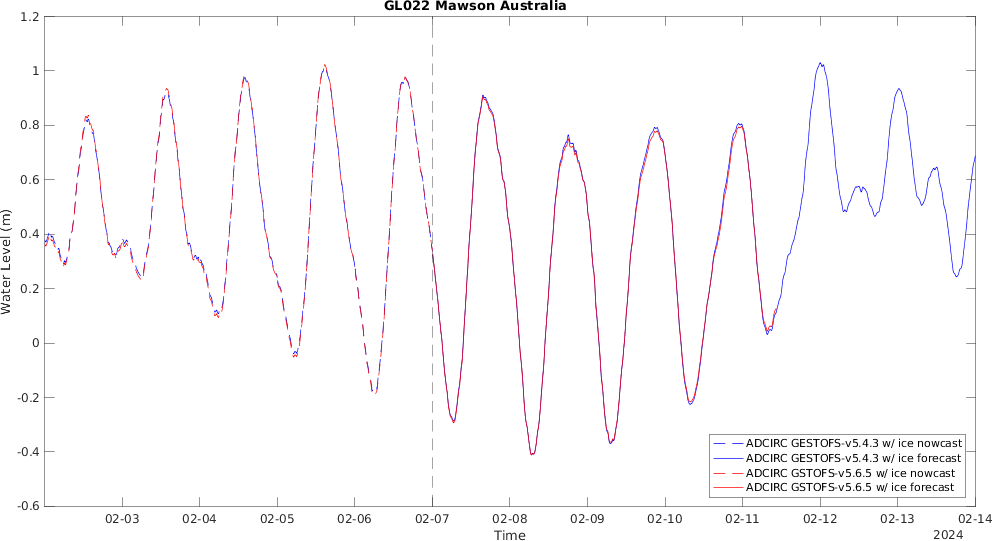 GL022 Mawson Australia
1.2
1
0.8
0.6
0.4
0.2
0
-0.2
-0.4
-0.6
Water Level (m)
ADCIRC GESTOFS-v5.4.3 w/ ice nowcast
ADCIRC GESTOFS-v5.4.3 w/ ice forecast
ADCIRC GSTOFS-v5.6.5 w/ ice nowcast
ADCIRC GSTOFS-v5.6.5 w/ ice forecast
02-03 02-04 02-05 02-06 02-07 02-08 02-09 02-10 02-11 02-12 02-13 02-14
Time
2024